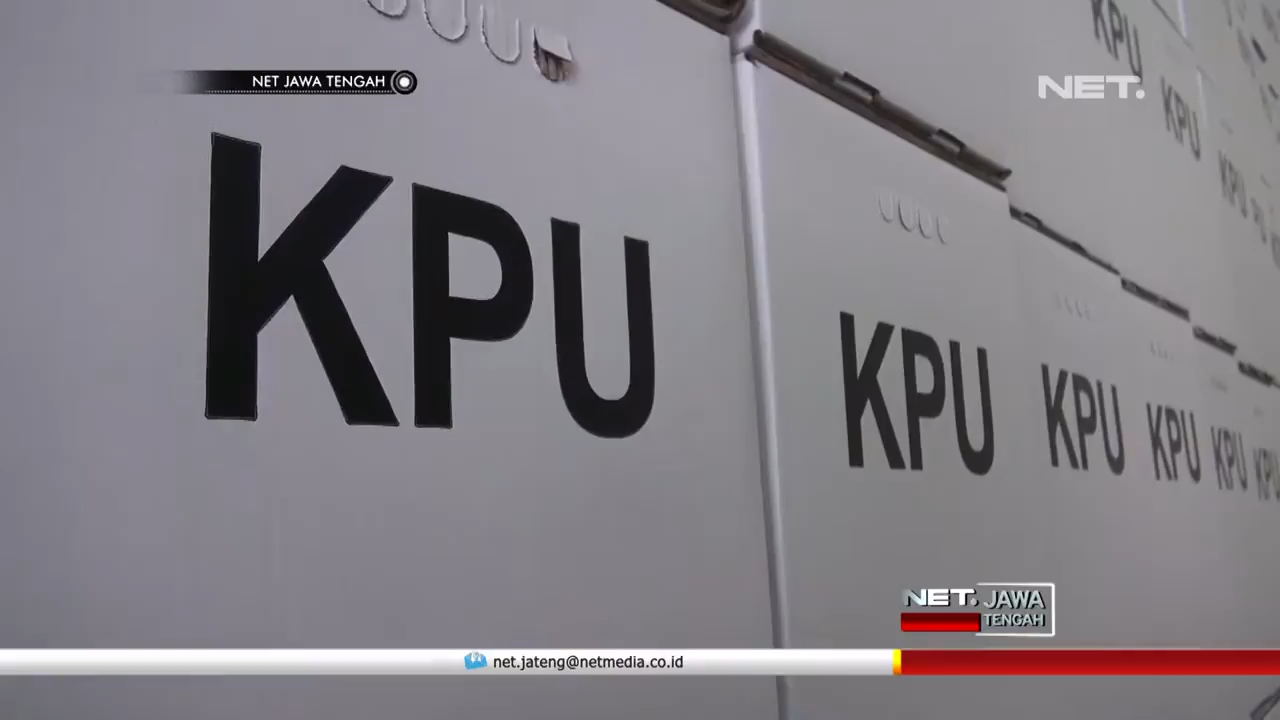 NET JAWA TENGAH
NET.
KPU
KPU
KPU
KPU
KPU
KPU
KPU
KPU
KPU
NET. JAWA
TENGAH
net.jateng@netmedia.co.id